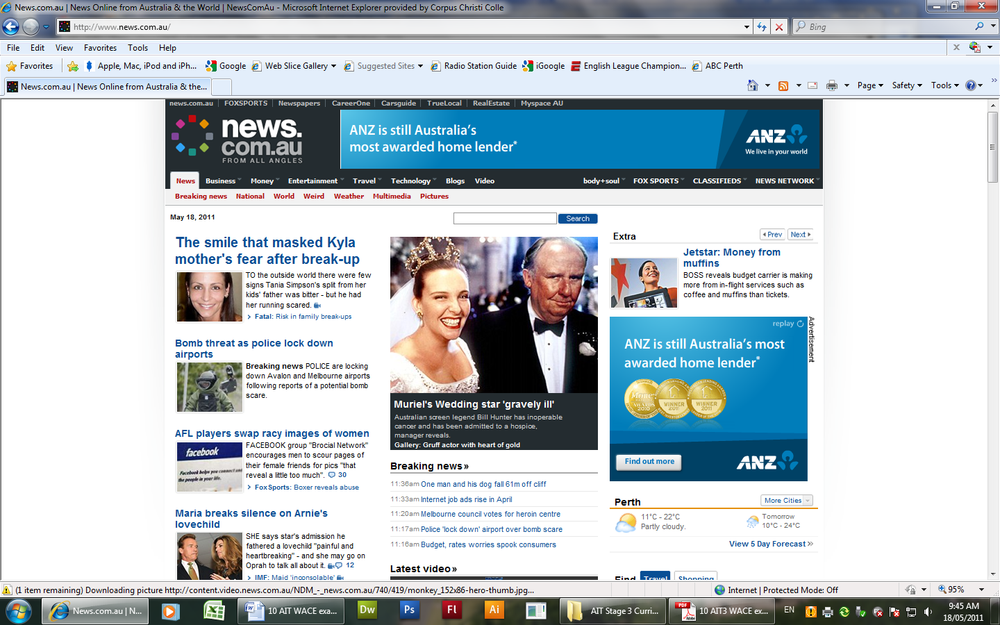 News.com.au | News Online from Australia & the World | NewsComAu - Microsoft Internet Explorer provided by Corpus Christi Colle
http://www.news.com.au/
Bing
File Edit View Favorites Tools Help
Favorites Apple, Mac, iPod and iPh... Google Web Slice Gallery Suggested Sites Radio Station Guide iGoogle English League Champion... ABC Perth
News.com.au | News Online from Australia & the...
Page Safety Tools
news.com.au | FOXSPORTS | Newspapers | CareerOne | Carsguide | TrueLocal | RealEstate | Myspace AU
news.
com.au
FROM ALL ANGLES
ANZ is still Australia's
most awarded home lender*
ANZ
We live in your world
News Business Money Entertainment Travel Technology Blogs Video body+soul FOX SPORTS CLASSIFIEDS NEWS NETWORK
Breaking news National World Weird Weather Multimedia Pictures
May 18, 2011
Search
The smile that masked Kyla
mother's fear after break-up
TO the outside world there were few
signs Tania Simpson's split from her
kids' father was bitter - but he had
her running scared.
Fatal: Risk in family break-ups
Bomb threat as police lock down
airports
Breaking news POLICE are locking
down Avalon and Melbourne airports
following reports of a potential bomb
scare.
AFL players swap racy images of women
facebook
Facebook helps you connect and
the people in your life.
FACEBOOK group "Brocial Network"
encourages men to scour pages of
their female friends for pics "that
reveal a little too much". 30
FoxSports: Boxer reveals abuse
Maria breaks silence on Arnie's
lovechild
SHE says star's admission he
fathered a lovechild "painful and
heartbreaking" - and she may go on
Oprah to talk all about it. 12
IMF: Maid 'inconsolable'
Muriel's Wedding star 'gravely ill'
Australian screen legend Bill Hunter has inoperable
cancer and has been admitted to a hospice,
manager reveals.
Gallery: Gruff actor with heart of gold
Breaking news»
11:36am One man and his dog fall 61m off cliff
11:33am Internet job ads rise in April
11:20am Melbourne council votes for heroin centre
11:17am Police 'lock down' airport over bomb scare
11:16am Budget, rates worries spook consumers
Latest video»
Extra
Prev Next
Jetstar: Money from
muffins
BOSS reveals budget carrier is making
more from in-flight services such as
coffee and muffins than tickets.
replay
Advertisement
ANZ is still Australia's most
awarded home lender*
Money
AWARDS
2010
WINNER
2011
WINNER
2011
Find out more
ANZ
Perth
More Cities
11°C - 22°C
Partly cloudy.
Tomorrow
10°C - 24°C
View 5 Day Forecast »
Find Travel Shopping
(1 item remaining) Downloading picture http://content.video.news.com.au/NDM_-_news.com.au/740/419/monkey_152x86-hero-thumb.jpg...
Internet | Protected Mode: Off
95%
News.com.au | N...
10 AIT WACE exa...
Dw
Ps
Fl
Ai
AIT Stage 3 Curri...
PDF
10 AIT3 WACE ex...
EN
9:45 AM
18/05/2011